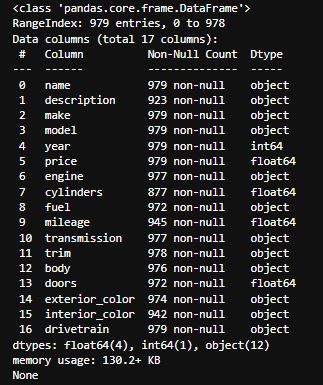 <class 'pandas.core.frame.DataFrame'>
RangeIndex: 979 entries, 0 to 978
Data columns (total 17 columns):
 #   Column          Non-Null Count  Dtype
---  ------          --------------  -----
 0   name            979 non-null    object
 1   description     923 non-null    object
 2   make            979 non-null    object
 3   model           979 non-null    object
 4   year            979 non-null    int64
 5   price           979 non-null    float64
 6   engine          977 non-null    object
 7   cylinders       877 non-null    float64
 8   fuel            972 non-null    object
 9   mileage         945 non-null    float64
 10  transmission    977 non-null    object
 11  trim            978 non-null    object
 12  body            976 non-null    object
 13  doors           972 non-null    float64
 14  exterior_color  974 non-null    object
 15  interior_color  942 non-null    object
 16  drivetrain      979 non-null    object
dtypes: float64(4), int64(1), object(12)
memory usage: 130.2+ KB
None